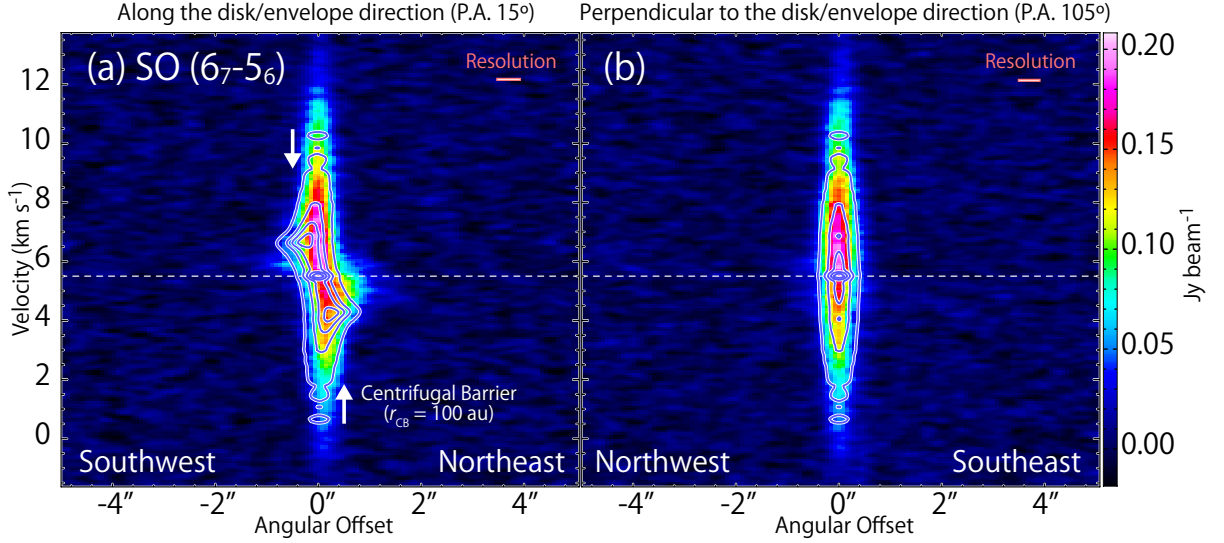 Along the disk/envelope direction (P.A. 15º)
Perpendicular to the disk/envelope direction (P.A. 105º)
(a) SO (6₇-5₆)
Resolution
(b)
Resolution
12
10
8
6
4
2
0
Velocity (km s⁻¹)
Centrifugal Barrier
(r_CB = 100 au)
Southwest
Northeast
Northwest
Southeast
-4″ -2″ 0″ 2″ 4″
-4″ -2″ 0″ 2″ 4″
Angular Offset
Angular Offset
0.20
0.15
0.10
0.05
0.00
Jy beam⁻¹